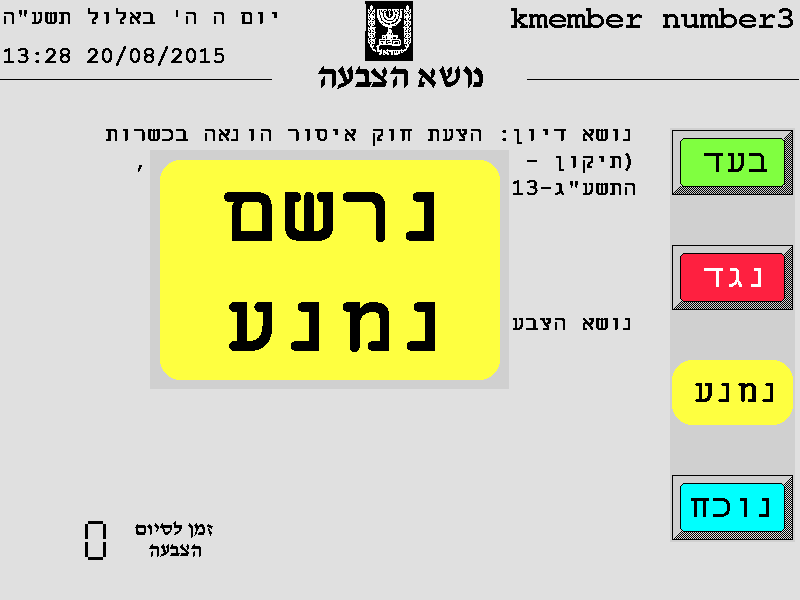 יום ה ה' באלול תשע"ה
kmember number3
13:28 20/08/2015
ישראל
נושא הצבעה
נושא דיון: הצעת חוק איסור הונאה בכשרות
(תיקון -
,
התשע"ג-13
נרשם
נמנע
נושא הצבע
בעד
נגד
נמנע
נוכח
0
זמן לסיום
הצבעה